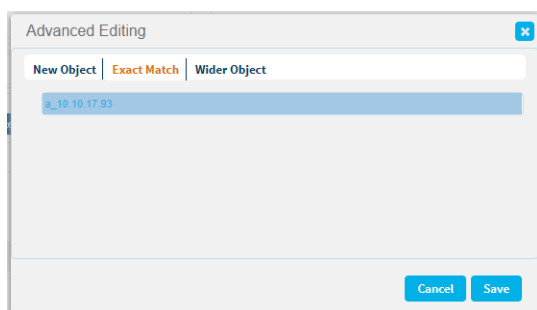 Advanced Editing
New Object Exact Match Wider Object
a_10.10.17.93
Cancel Save